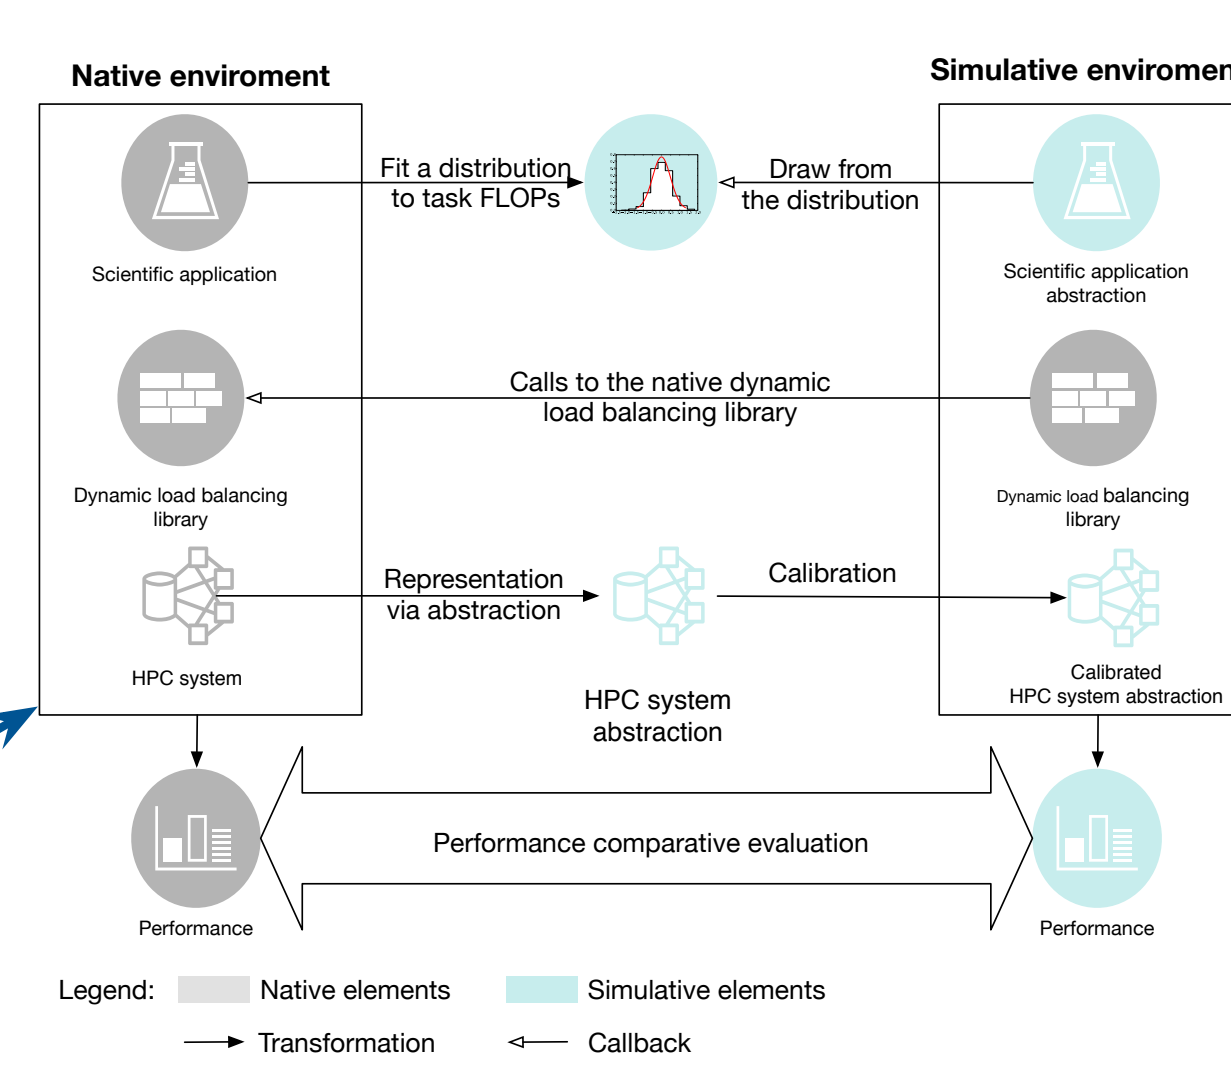 Native enviroment
Simulative enviromen
Fit a distribution
to task FLOPs
Draw from
the distribution
Scientific application
Scientific application
abstraction
Calls to the native dynamic
load balancing library
Dynamic load balancing
library
Dynamic load balancing
library
Representation
via abstraction
Calibration
HPC system
HPC system
abstraction
Calibrated
HPC system abstraction
Performance comparative evaluation
Performance
Performance
Legend:
Native elements
Simulative elements
Transformation
Callback